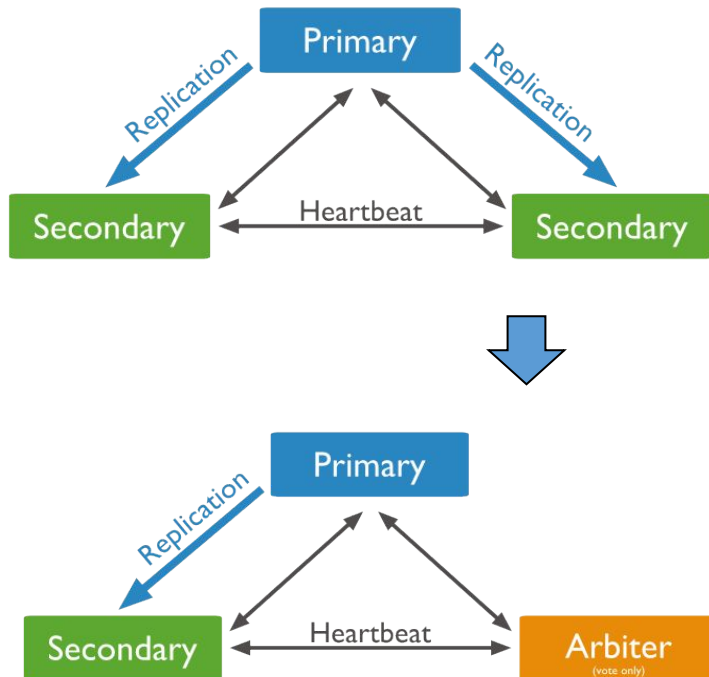 Primary
Replication
Replication
Secondary
Heartbeat
Secondary
Primary
Replication
Secondary
Heartbeat
Arbiter
(vote only)